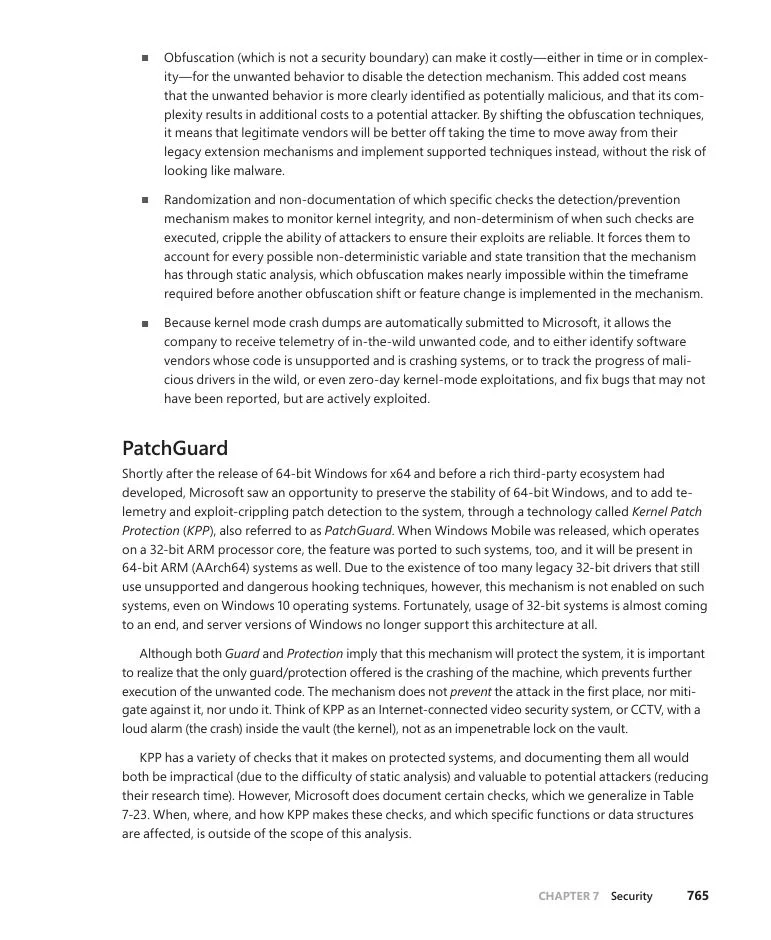 ■ Obfuscation (which is not a security boundary) can make it costly—either in time or in complex-
ity—for the unwanted behavior to disable the detection mechanism. This added cost means
that the unwanted behavior is more clearly identified as potentially malicious, and that its com-
plexity results in additional costs to a potential attacker. By shifting the obfuscation techniques,
it means that legitimate vendors will be better off taking the time to move away from their
legacy extension mechanisms and implement supported techniques instead, without the risk of
looking like malware.
■ Randomization and non-documentation of which specific checks the detection/prevention
mechanism makes to monitor kernel integrity, and non-determinism of when such checks are
executed, cripple the ability of attackers to ensure their exploits are reliable. It forces them to
account for every possible non-deterministic variable and state transition that the mechanism
has through static analysis, which obfuscation makes nearly impossible within the timeframe
required before another obfuscation shift or feature change is implemented in the mechanism.
■ Because kernel mode crash dumps are automatically submitted to Microsoft, it allows the
company to receive telemetry of in-the-wild unwanted code, and to either identify software
vendors whose code is unsupported and is crashing systems, or to track the progress of mali-
cious drivers in the wild, or even zero-day kernel-mode exploitations, and fix bugs that may not
have been reported, but are actively exploited.
PatchGuard
Shortly after the release of 64-bit Windows for x64 and before a rich third-party ecosystem had
developed, Microsoft saw an opportunity to preserve the stability of 64-bit Windows, and to add te-
lemetry and exploit-crippling patch detection to the system, through a technology called Kernel Patch
Protection (KPP), also referred to as PatchGuard. When Windows Mobile was released, which operates
on a 32-bit ARM processor core, the feature was ported to such systems, too, and it will be present in
64-bit ARM (AArch64) systems as well. Due to the existence of too many legacy 32-bit drivers that still
use unsupported and dangerous hooking techniques, however, this mechanism is not enabled on such
systems, even on Windows 10 operating systems. Fortunately, usage of 32-bit systems is almost coming
to an end, and server versions of Windows no longer support this architecture at all.
Although both Guard and Protection imply that this mechanism will protect the system, it is important
to realize that the only guard/protection offered is the crashing of the machine, which prevents further
execution of the unwanted code. The mechanism does not prevent the attack in the first place, nor miti-
gate against it, nor undo it. Think of KPP as an Internet-connected video security system, or CCTV, with a
loud alarm (the crash) inside the vault (the kernel), not as an impenetrable lock on the vault.
KPP has a variety of checks that it makes on protected systems, and documenting them all would
both be impractical (due to the difficulty of static analysis) and valuable to potential attackers (reducing
their research time). However, Microsoft does document certain checks, which we generalize in Table
7-23. When, where, and how KPP makes these checks, and which specific functions or data structures
are affected, is outside of the scope of this analysis.
CHAPTER 7 Security 765